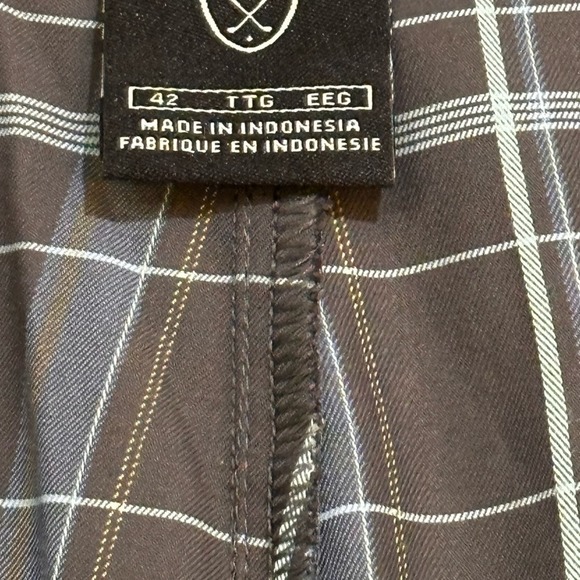 42 TTG EEG
MADE IN INDONESIA
FABRIQUE EN INDONESIE